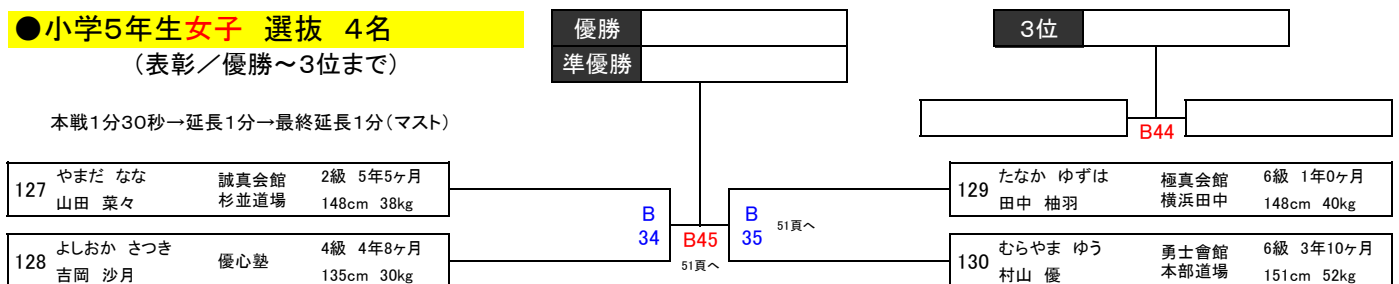 ●小学5年生女子 選抜 4名
(表彰／優勝～3位まで)
本戦1分30秒→延長1分→最終延長1分(マスト)
優勝
準優勝
3位
B44
127
やまだ なな
山田 菜々
誠真会館
杉並道場
2級 5年5ヶ月
148cm 38kg
128
よしおか さつき
吉岡 沙月
優心塾
4級 4年8ヶ月
135cm 30kg
B
34
B45
51頁へ
B
35
51頁へ
129
たなか ゆずは
田中 柚羽
極真会館
横浜田中
6級 1年0ヶ月
148cm 40kg
130
むらやま ゆう
村山 優
勇士會館
本部道場
6級 3年10ヶ月
151cm 52kg